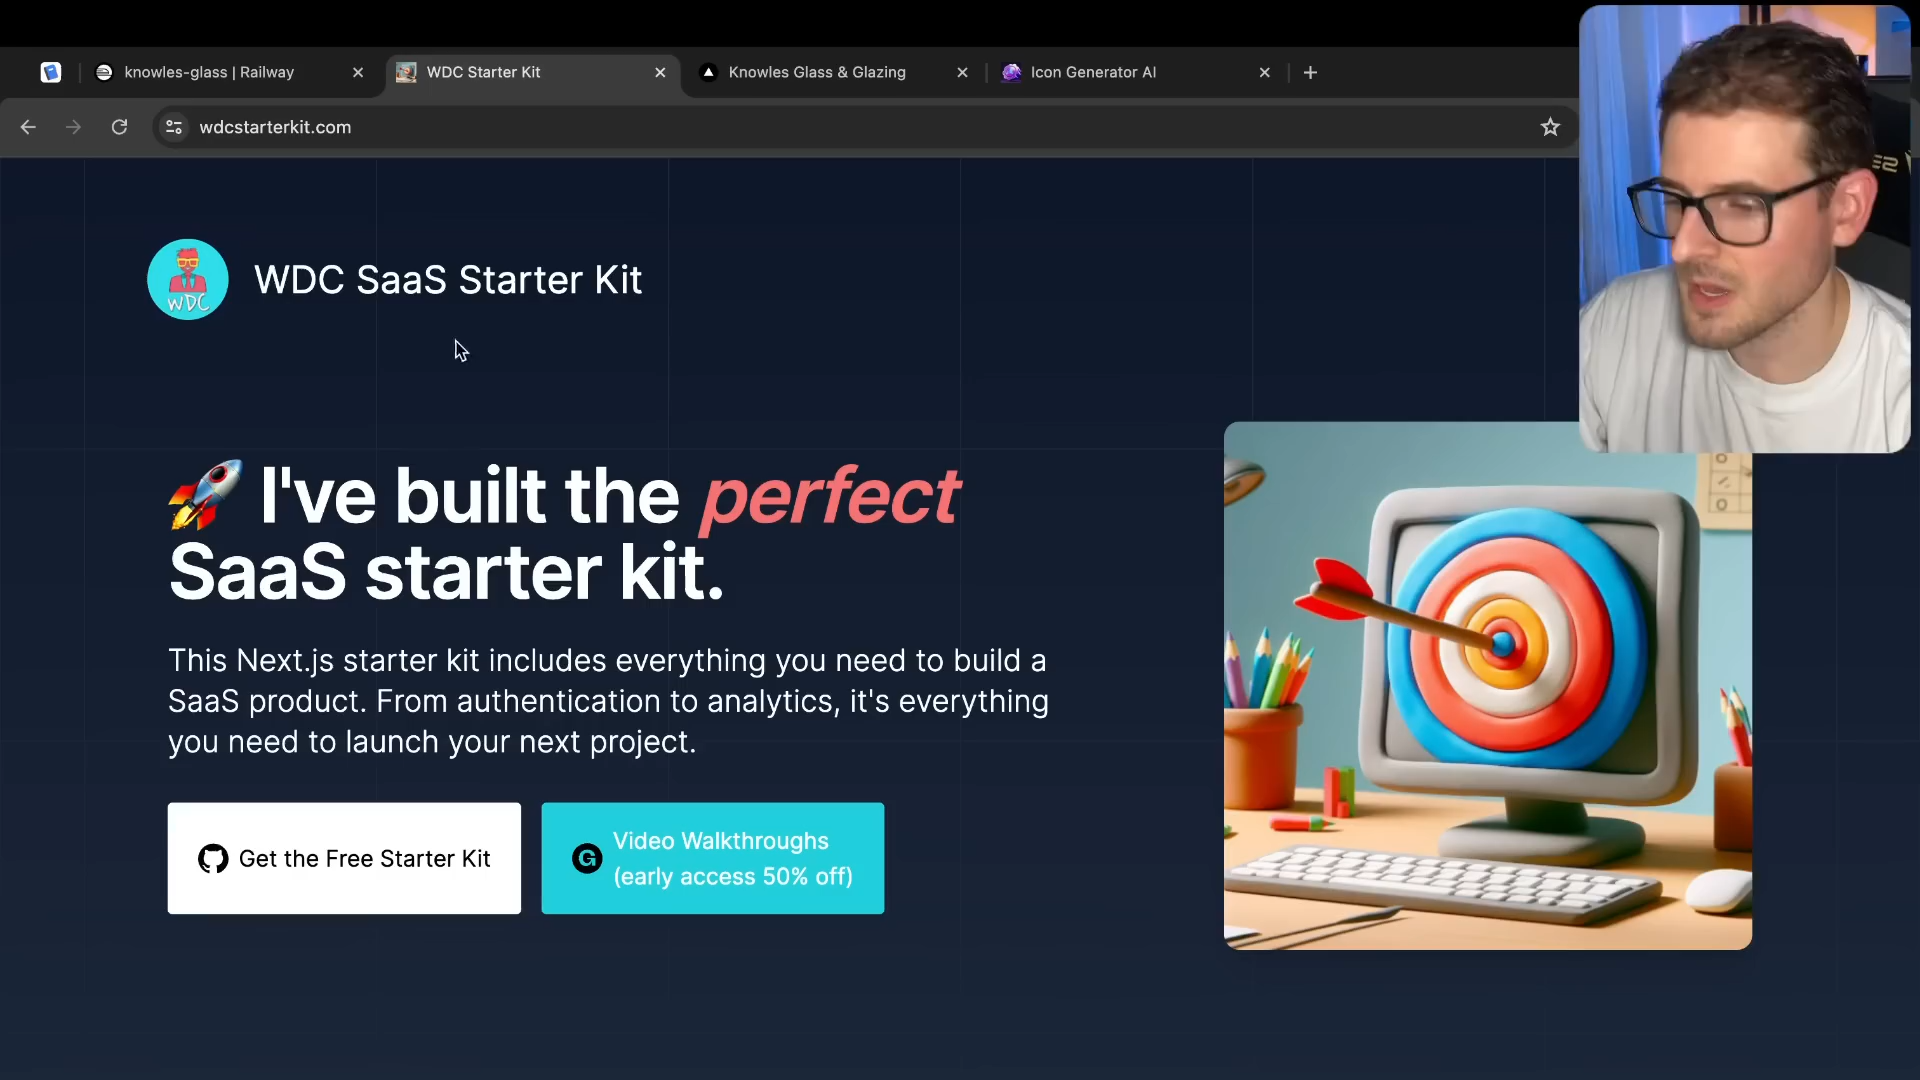 knowles-glass | Railway
WDC Starter Kit
Knowles Glass & Glazing
Icon Generator AI
wdcstarterkit.com
WDC
WDC SaaS Starter Kit
🚀 I've built the perfect
SaaS starter kit.
This Next.js starter kit includes everything you need to build a
SaaS product. From authentication to analytics, it's everything
you need to launch your next project.
Get the Free Starter Kit
G
Video Walkthroughs
(early access 50% off)